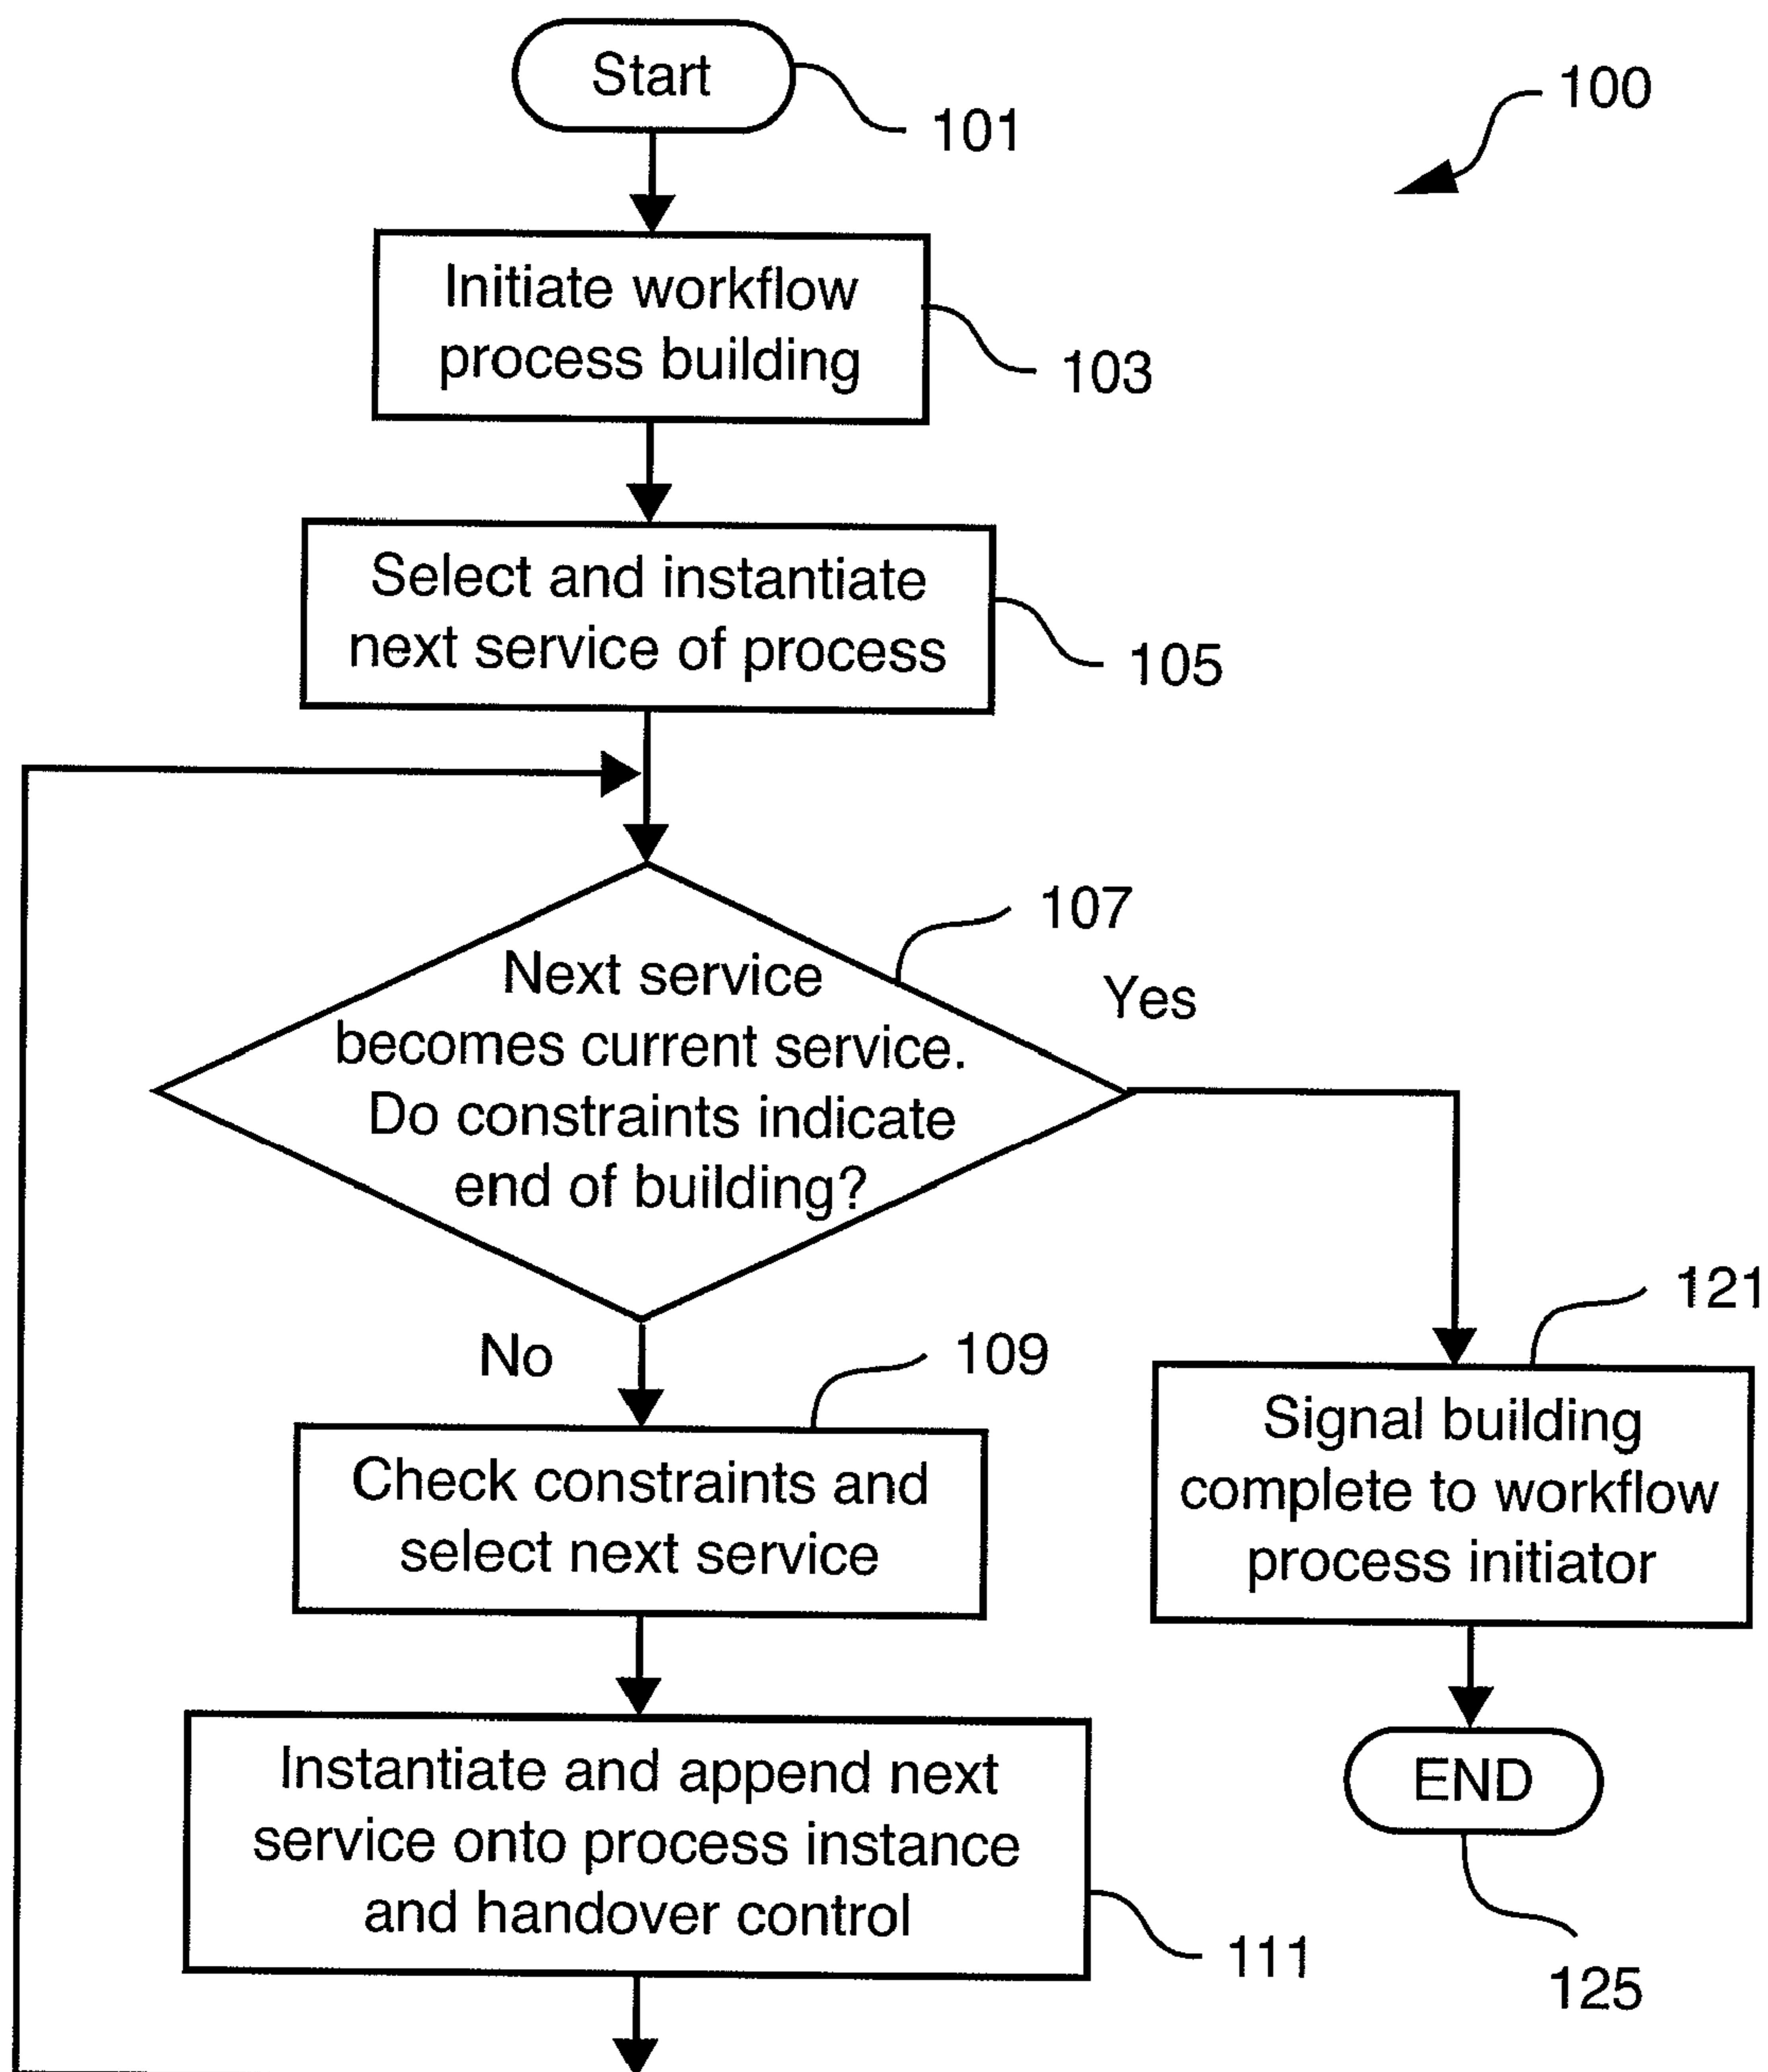 Start
101
100
Initiate workflow
process building
103
Select and instantiate
next service of process
105
107
Next service
becomes current service.
Do constraints indicate
end of building?
Yes
No
109
Check constraints and
select next service
121
Signal building
complete to workflow
process initiator
Instantiate and append next
service onto process instance
and handover control
111
END
125